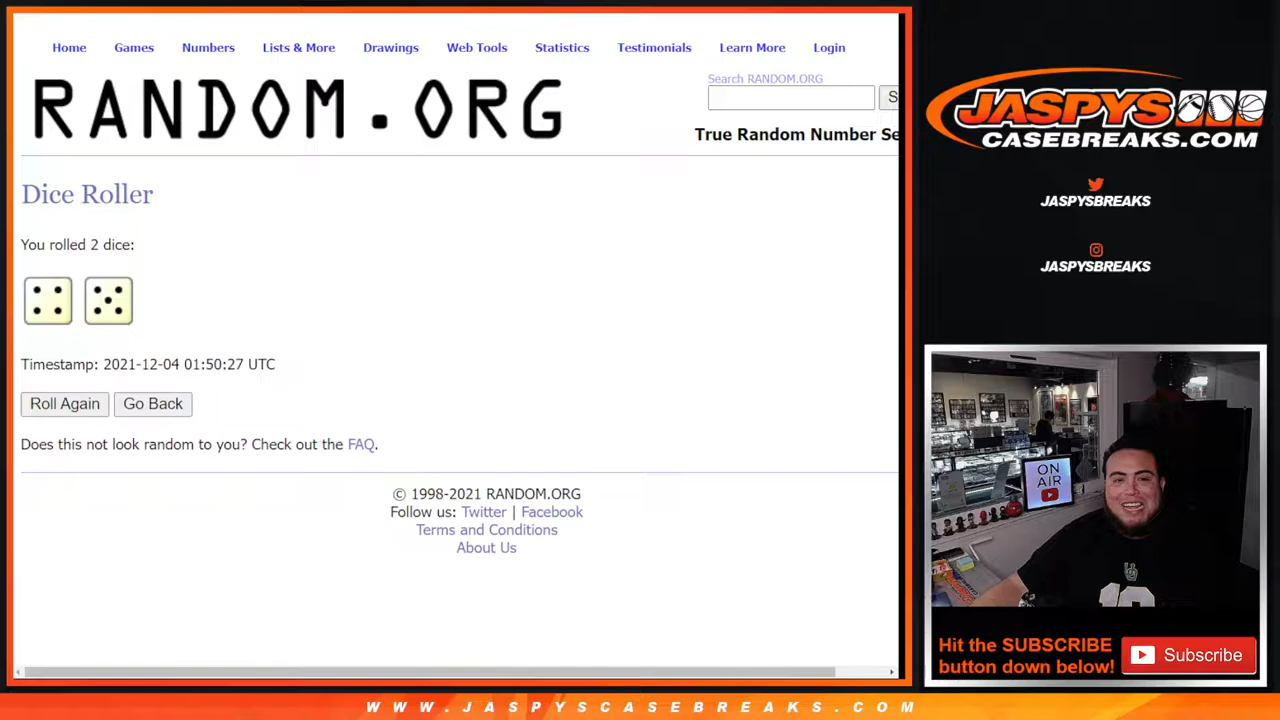 Home Games Numbers Lists & More Drawings Web Tools Statistics Testimonials Learn More Login
RANDOM.ORG
Search RANDOM.ORG
S
True Random Number Se
Dice Roller
You rolled 2 dice:
Timestamp: 2021-12-04 01:50:27 UTC
Roll Again Go Back
Does this not look random to you? Check out the FAQ.
© 1998-2021 RANDOM.ORG
Follow us: Twitter | Facebook
Terms and Conditions
About Us
JASPYS
CASEBREAKS.COM
JASPYSBREAKS
JASPYSBREAKS
ON
AIR
10
Hit the SUBSCRIBE
button down below!
Subscribe
WWW.JASPYSCASEBREAKS.COM